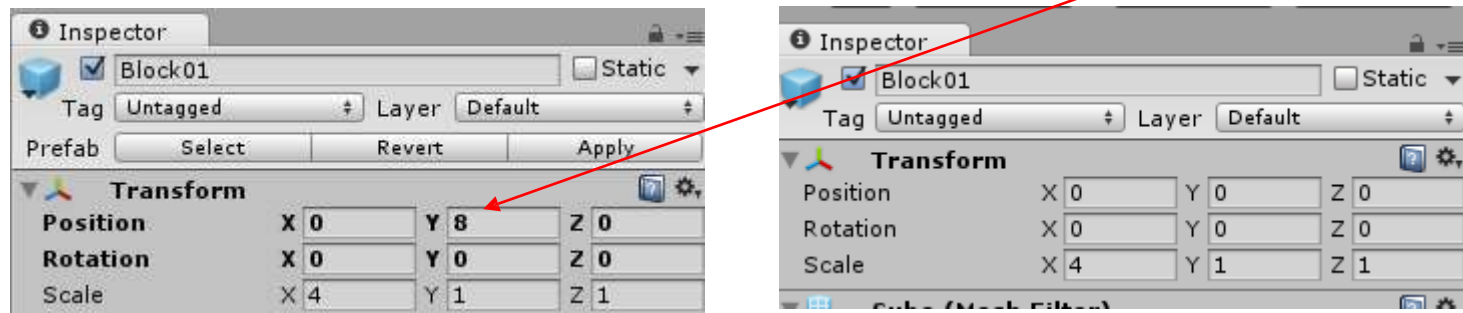 Inspector
Block01 Static
Tag Untagged Layer Default
Prefab Select Revert Apply
Transform
Position X 0 Y 8 Z 0
Rotation X 0 Y 0 Z 0
Scale X 4 Y 1 Z 1
Inspector
Block01 Static
Tag Untagged Layer Default
Transform
Position X 0 Y 0 Z 0
Rotation X 0 Y 0 Z 0
Scale X 4 Y 1 Z 1
(Mesh Filter)